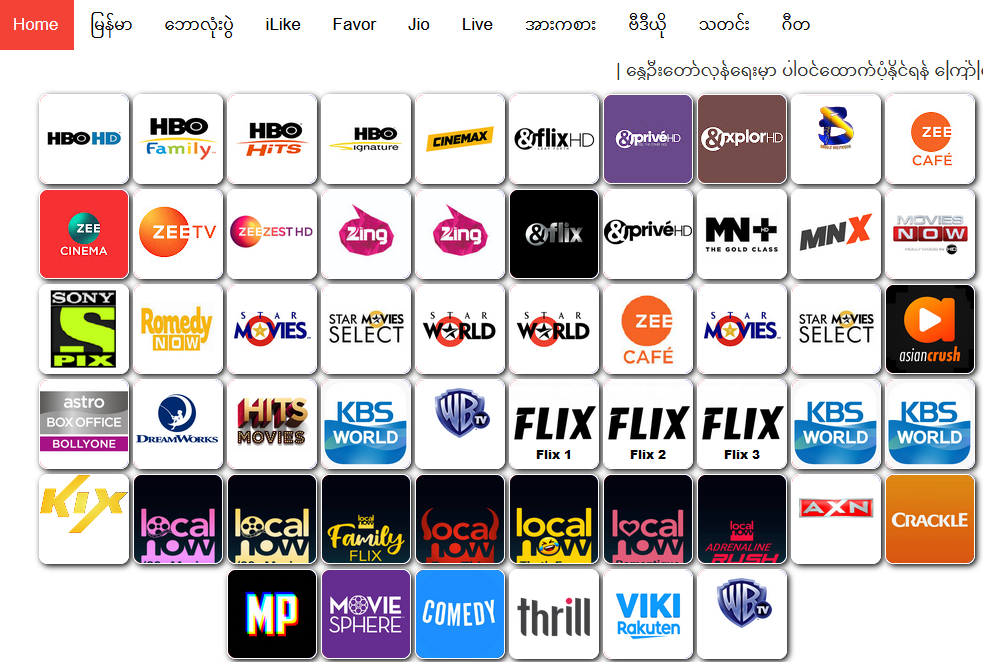 Home မြန်မာ ဘောလုံးပွဲ iLike Favor Jio Live အားကစား ဗီဒီယို သတင်း ဂီတ
| နွေဦးတော်လှန်ရေးမှာ ပါဝင်ထောက်ပံ့နိုင်ရန်
HBO HD
HBO Family
HBO HiTS
HBO ignature
CINEMAX
&flix HD
&privé HD
&xplor HD
B
ZEE CAFÉ
ZEE CINEMA
ZEE TV
ZEE ZEST HD
Zing
Zing
&flix
&privé HD
MN+ HD THE GOLD CLASS
MNX
MOVIES NOW HD
SONY PIX
Romedy NOW
STAR MOVIES
STAR MOVIES SELECT
STAR WORLD
STAR WORLD
ZEE CAFÉ
STAR MOVIES
STAR MOVIES SELECT
asiancrush
astro BOX OFFICE BOLLYONE
DREAMWORKS
HITS MOVIES
KBS WORLD
WB TV
FLIX Flix 1
FLIX Flix 2
FLIX Flix 3
KBS WORLD
KBS WORLD
KIX
local now
local now
local now Family FLIX
local now
local now
local now
local now ADRENALINE RUSH
AXN
CRACKLE
MP
MOVIE SPHERE
COMEDY
thrill
VIKI Rakuten
WB TV